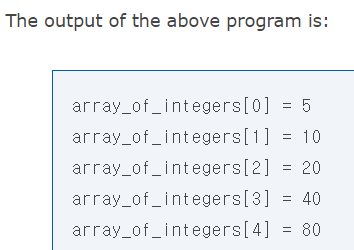 The output of the above program is:
array_of_integers[0] = 5
array_of_integers[1] = 10
array_of_integers[2] = 20
array_of_integers[3] = 40
array_of_integers[4] = 80